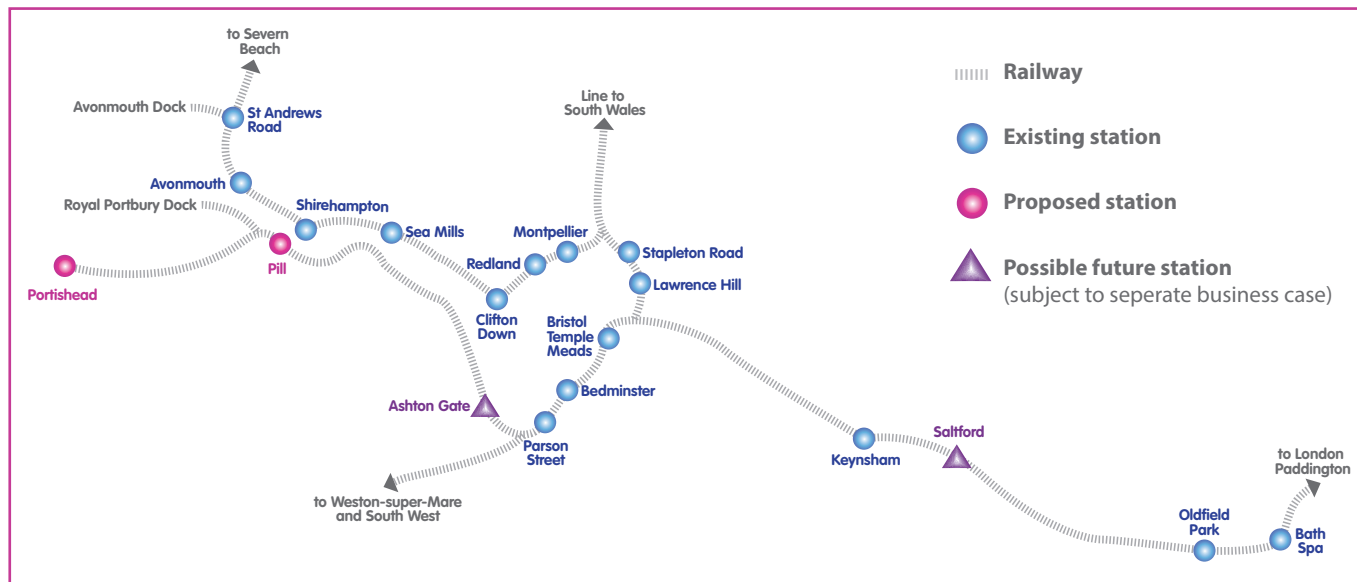 to Severn
Beach
Avonmouth Dock
St Andrews
Road
Line to
South Wales
Avonmouth
Royal Portbury Dock
Shirehampton
Sea Mills
Montpellier
Redland
Stapleton Road
Lawrence Hill
Pill
Portishead
Clifton
Down
Bristol
Temple
Meads
Bedminster
Ashton Gate
Parson
Street
to Weston-super-Mare
and South West
Keynsham
Saltford
to London
Paddington
Oldfield
Park
Bath
Spa
Railway
Existing station
Proposed station
Possible future station
(subject to seperate business case)